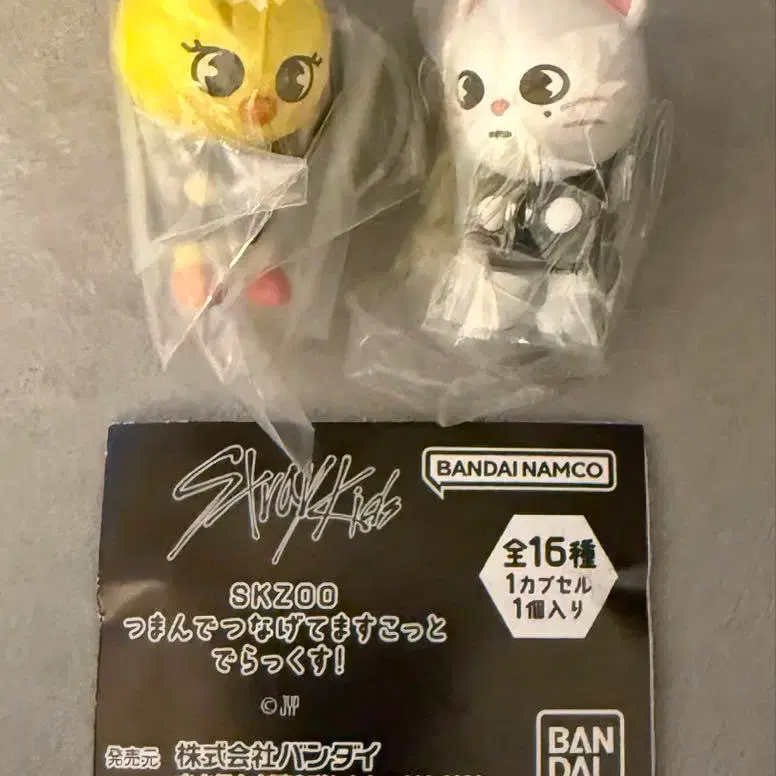 Stray Kids
BANDAI NAMCO
全16種
1カプセル
1個入り
SKZOO
つまんでつなげてますこっと
でらっくす!
© JYP
発売元 株式会社バンダイ
BAN
DAI